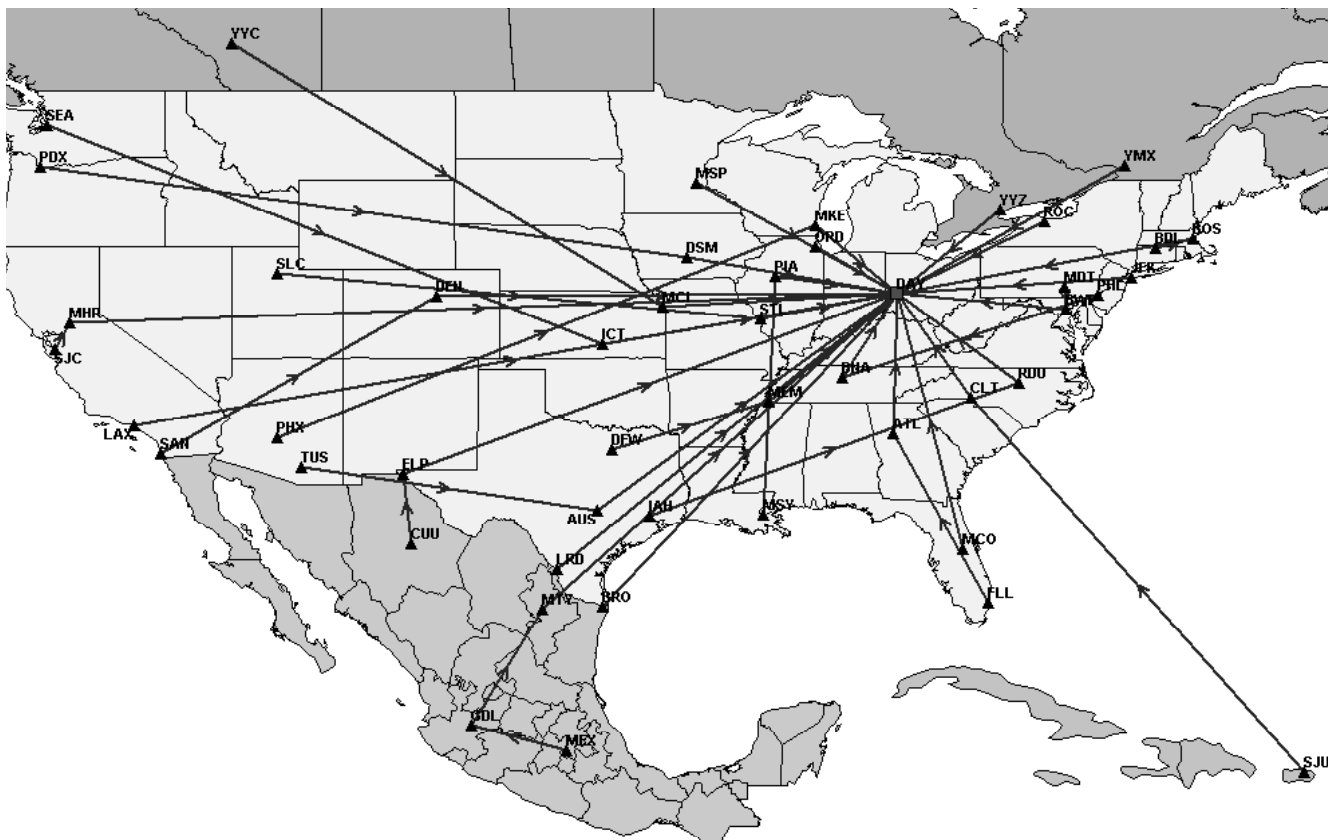 YYC
SEA
PDX
YMX
MSP
YYZ
MKE
ROC
BOS
ORD
BDL
DSM
SLC
PIA
DAY
MDT
JFK
DEN
PHL
MCI
MHR
STL
ICT
SJC
BNA
RDU
MEM
CLT
LAX
PHX
ATL
SAN
DFW
TUS
ELP
AUS
IAH
MSY
CUU
MCO
LRD
FLL
MTY
BRO
GDL
MEX
SJU